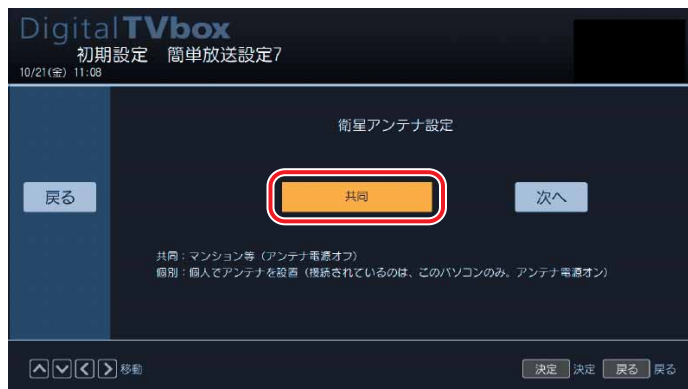 DigitalTVbox
初期設定 簡単放送設定7
10/21(金) 11:08
衛星アンテナ設定
戻る
共同
次へ
共同：マンション等（アンテナ電源オフ）
個別：個人でアンテナを設置（接続されているのは、このパソコンのみ。アンテナ電源オン）
移動
決定 決定 戻る 戻る